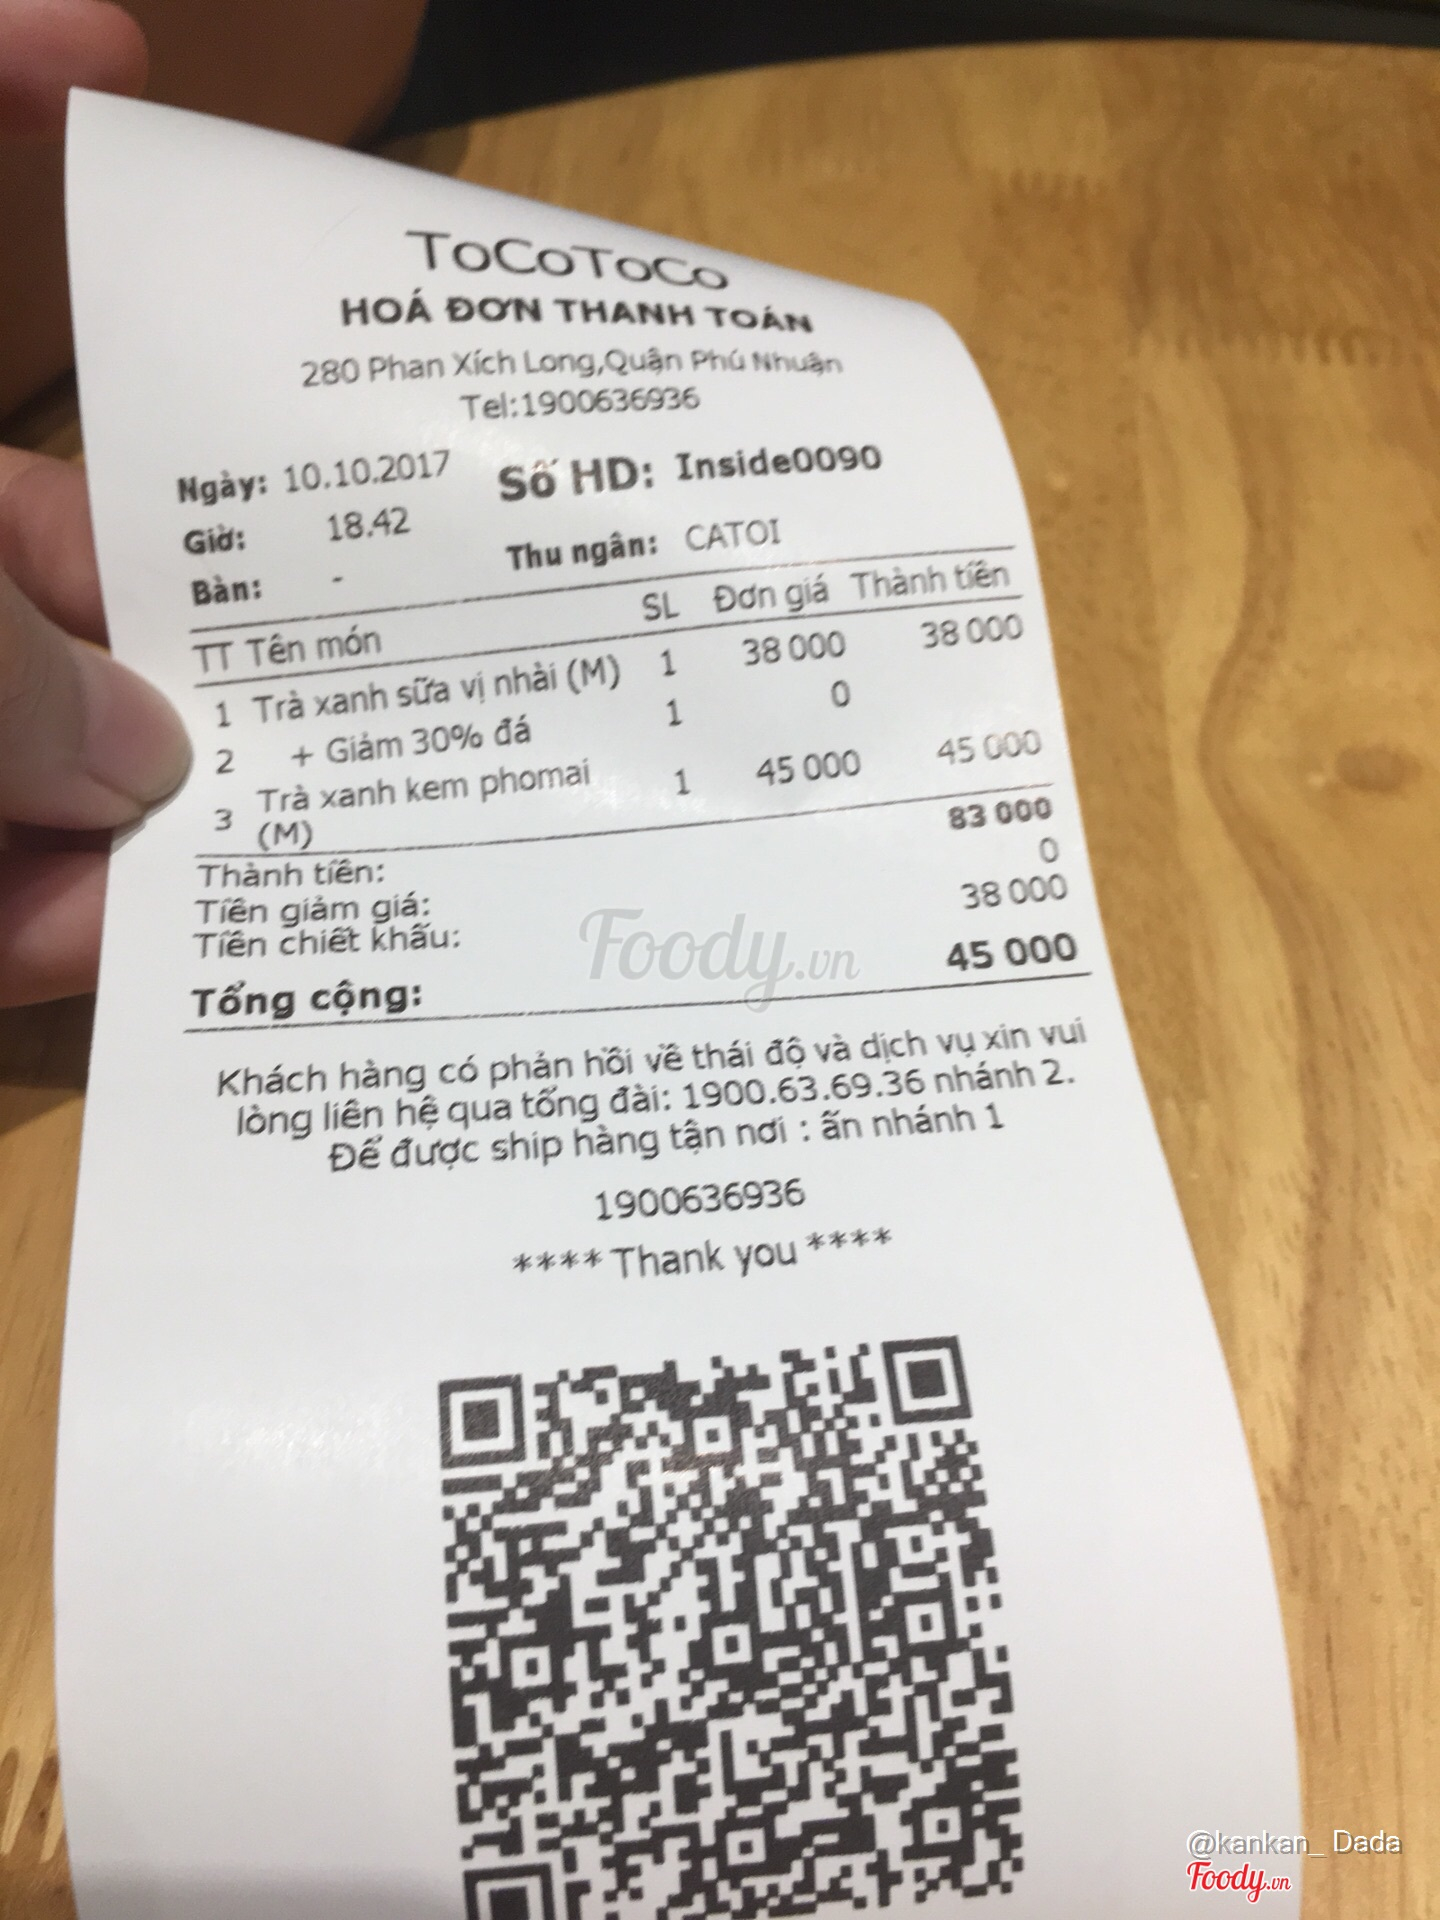 ToCoToCo
HOÁ ĐƠN THANH TOÁN
280 Phan Xích Long,Quận Phú Nhuận
Tel:1900636936
Ngày: 10.10.2017 Số HD: Inside0090
Giờ: 18.42 Thu ngân: CATOI
Bàn: -
TT Tên món SL Đơn giá Thành tiền
1 Trà xanh sữa vị nhài (M) 1 38 000 38 000
2 + Giảm 30% đá 1 0
3 Trà xanh kem phomai 1 45 000 45 000
(M)
Thành tiền: 83 000
Tiền giảm giá: 0
Tiền chiết khấu: 38 000
Tổng cộng: 45 000
Foody.vn
Khách hàng có phản hồi về thái độ và dịch vụ xin vui
lòng liên hệ qua tổng đài: 1900.63.69.36 nhánh 2.
Để được ship hàng tận nơi : ấn nhánh 1
1900636936
**** Thank you ****
@kankan_ Dada
Foody.vn